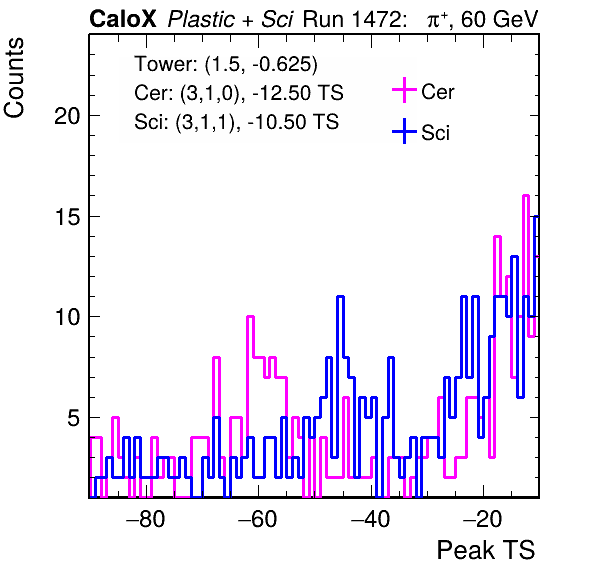 CaloX Plastic + Sci Run 1472: π⁺, 60 GeV
Counts
Tower: (1.5, -0.625)
Cer: (3,1,0), -12.50 TS
Sci: (3,1,1), -10.50 TS
Cer
Sci
20
15
10
5
−80 −60 −40 −20
Peak TS